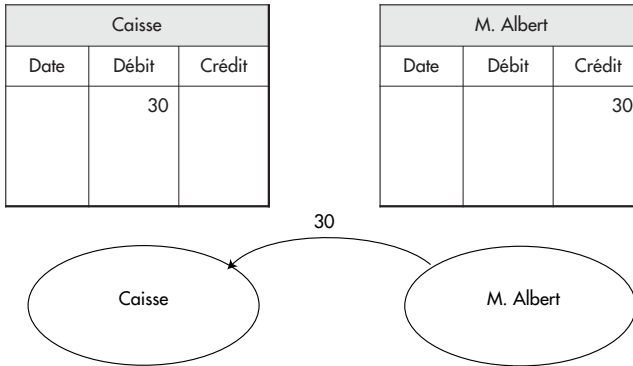 Caisse M. Albert
Date Débit Crédit Date Débit Crédit
30 30
30
Caisse M. Albert